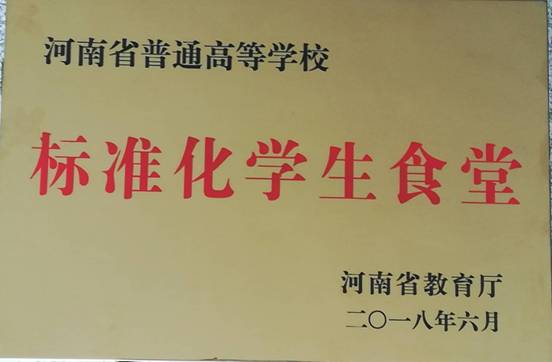 河南省普通高等学校
标准化学生食堂
河南省教育厅
二〇一八年六月